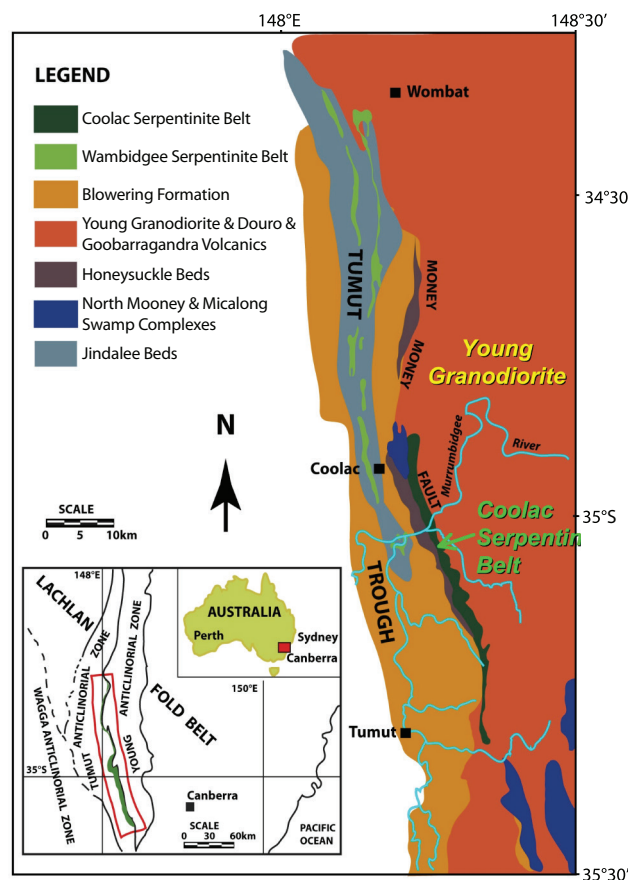 148°E
148°30'
LEGEND
Coolac Serpentinite Belt
Wambidgee Serpentinite Belt
Blowering Formation
Young Granodiorite & Douro &
Goobarragandra Volcanics
Honeysuckle Beds
North Mooney & Micalong
Swamp Complexes
Jindalee Beds
Wombat
34°30
TUMUT
MONEY
MONEY
Young
Granodiorite
N
Murrumbidgee
River
Coolac
FAULT
SCALE
0 5 10km
35°S
Coolac
Serpentin
Belt
TROUGH
Tumut
35°30'
148°E
LACHLAN
ZONE
ANTICLINORIAL
TUMUT
ANTICLINORIAL ZONE
YOUNG
WAGGA ANTICLINORIAL ZONE
FOLD BELT
AUSTRALIA
Perth
Sydney
Canberra
150°E
35°S
Canberra
SCALE
0 30 60km
PACIFIC
OCEAN